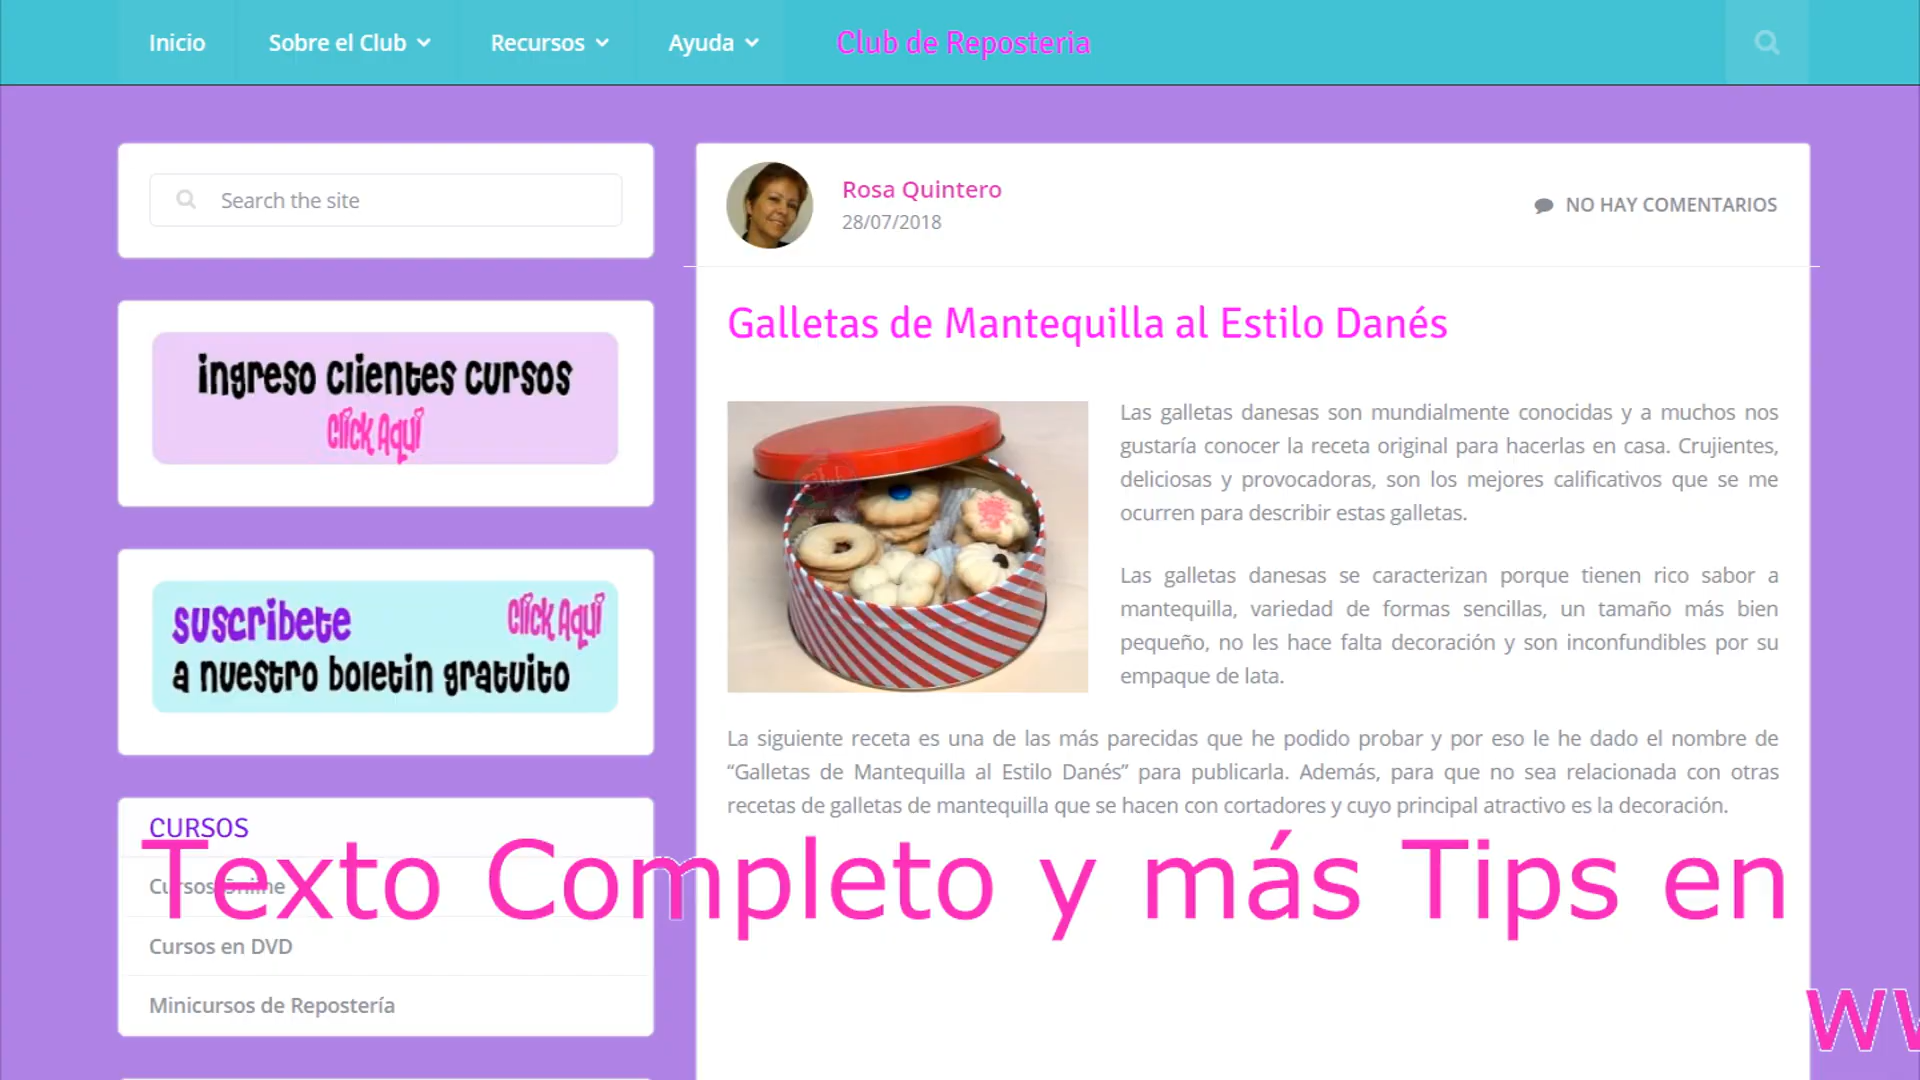 Inicio
Sobre el Club
Recursos
Ayuda
Club de Reposteria
Search the site
ingreso clientes cursos
Click Aquí
suscribete
Click Aquí
a nuestro boletin gratuito
CURSOS
Cursos Online
Cursos en DVD
Minicursos de Repostería
Rosa Quintero
28/07/2018
NO HAY COMENTARIOS
Galletas de Mantequilla al Estilo Danés
Las galletas danesas son mundialmente conocidas y a muchos nos
gustaría conocer la receta original para hacerlas en casa. Crujientes,
deliciosas y provocadoras, son los mejores calificativos que se me
ocurren para describir estas galletas.
Las galletas danesas se caracterizan porque tienen rico sabor a
mantequilla, variedad de formas sencillas, un tamaño más bien
pequeño, no les hace falta decoración y son inconfundibles por su
empaque de lata.
La siguiente receta es una de las más parecidas que he podido probar y por eso le he dado el nombre de
“Galletas de Mantequilla al Estilo Danés” para publicarla. Además, para que no sea relacionada con otras
recetas de galletas de mantequilla que se hacen con cortadores y cuyo principal atractivo es la decoración.
Texto Completo y más Tips en